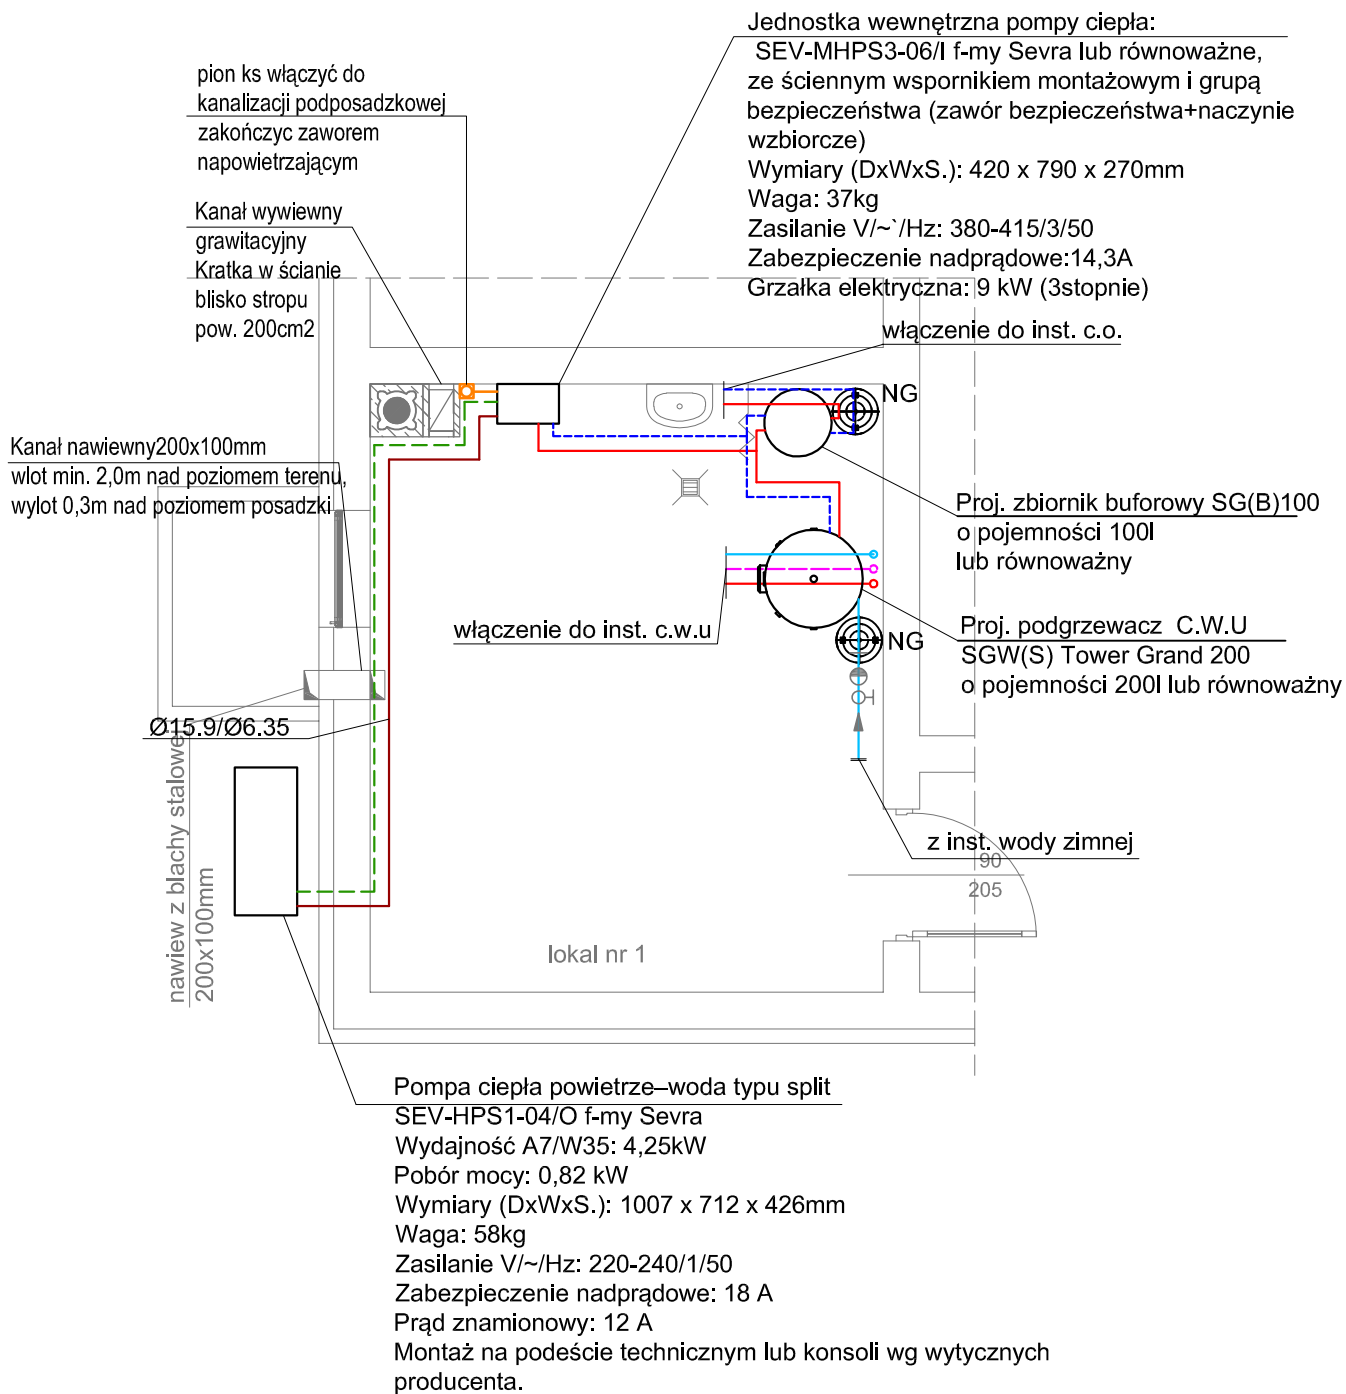 Jednostka wewnętrzna pompy ciepła:
SEV-MHPS3-06/I f-my Sevra lub równoważne,
ze ściennym wspornikiem montażowym i grupą
bezpieczeństwa (zawór bezpieczeństwa+naczynie
wzbiorcze)
Wymiary (DxWxS.): 420 x 790 x 270mm
Waga: 37kg
Zasilanie V/~`/Hz: 380-415/3/50
Zabezpieczenie nadprądowe:14,3A
Grzałka elektryczna: 9 kW (3stopnie)
pion ks włączyć do
kanalizacji podposadzkowej
zakończyc zaworem
napowietrzającym
Kanał wywiewny
grawitacyjny
Kratka w ścianie
blisko stropu
pow. 200cm2
włączenie do inst. c.o.
NG
Kanał nawiewny200x100mm
wlot min. 2,0m nad poziomem terenu,
wylot 0,3m nad poziomem posadzki
Proj. zbiornik buforowy SG(B)100
o pojemności 100l
lub równoważny
włączenie do inst. c.w.u
NG
Proj. podgrzewacz C.W.U
SGW(S) Tower Grand 200
o pojemności 200l lub równoważny
Ø15.9/Ø6.35
nawiew z blachy stalowej
200x100mm
z inst. wody zimnej
90
205
lokal nr 1
Pompa ciepła powietrze–woda typu split
SEV-HPS1-04/O f-my Sevra
Wydajność A7/W35: 4,25kW
Pobór mocy: 0,82 kW
Wymiary (DxWxS.): 1007 x 712 x 426mm
Waga: 58kg
Zasilanie V/~/Hz: 220-240/1/50
Zabezpieczenie nadprądowe: 18 A
Prąd znamionowy: 12 A
Montaż na podeście technicznym lub konsoli wg wytycznych
producenta.